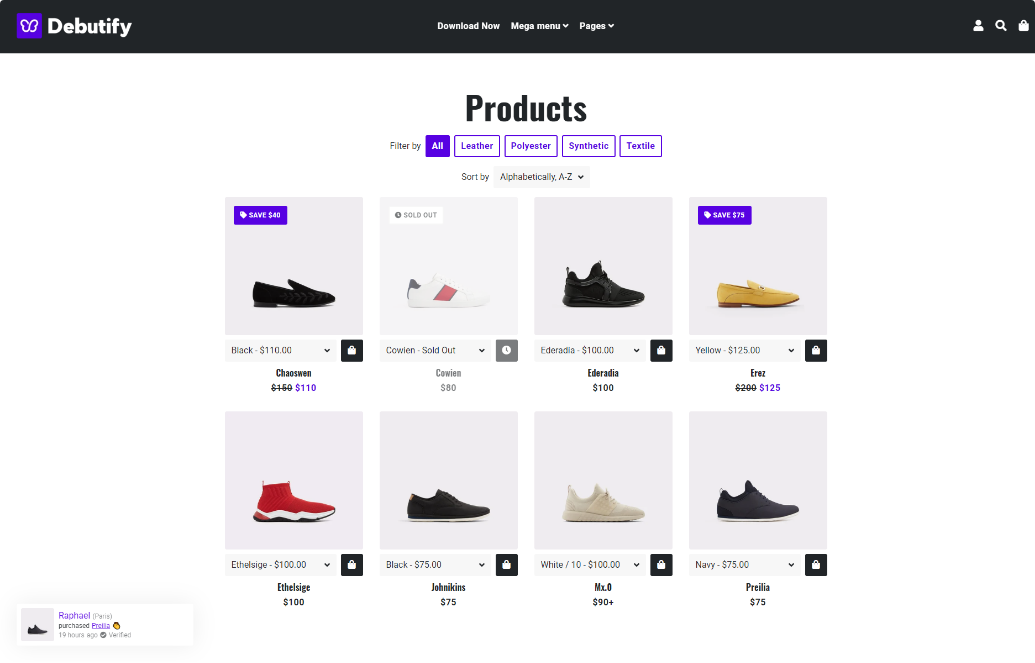 Debutify
Download Now Mega menu Pages
Products
Filter by All Leather Polyester Synthetic Textile
Sort by Alphabetically, A-Z
SAVE $40
SOLD OUT
SAVE $75
Black - $110.00
Cowien - Sold Out
Ederadia - $100.00
Yellow - $125.00
Chaoswen
Cowien
Ederadia
Erez
$150 $110
$80
$100
$200 $125
Ethelsige - $100.00
Black - $75.00
White / 10 - $100.00
Navy - $75.00
Ethelsige
Johnikins
Mx.0
Preilia
$100
$75
$90+
$75
Raphael (Paris)
purchased Preilia
19 hours ago Verified